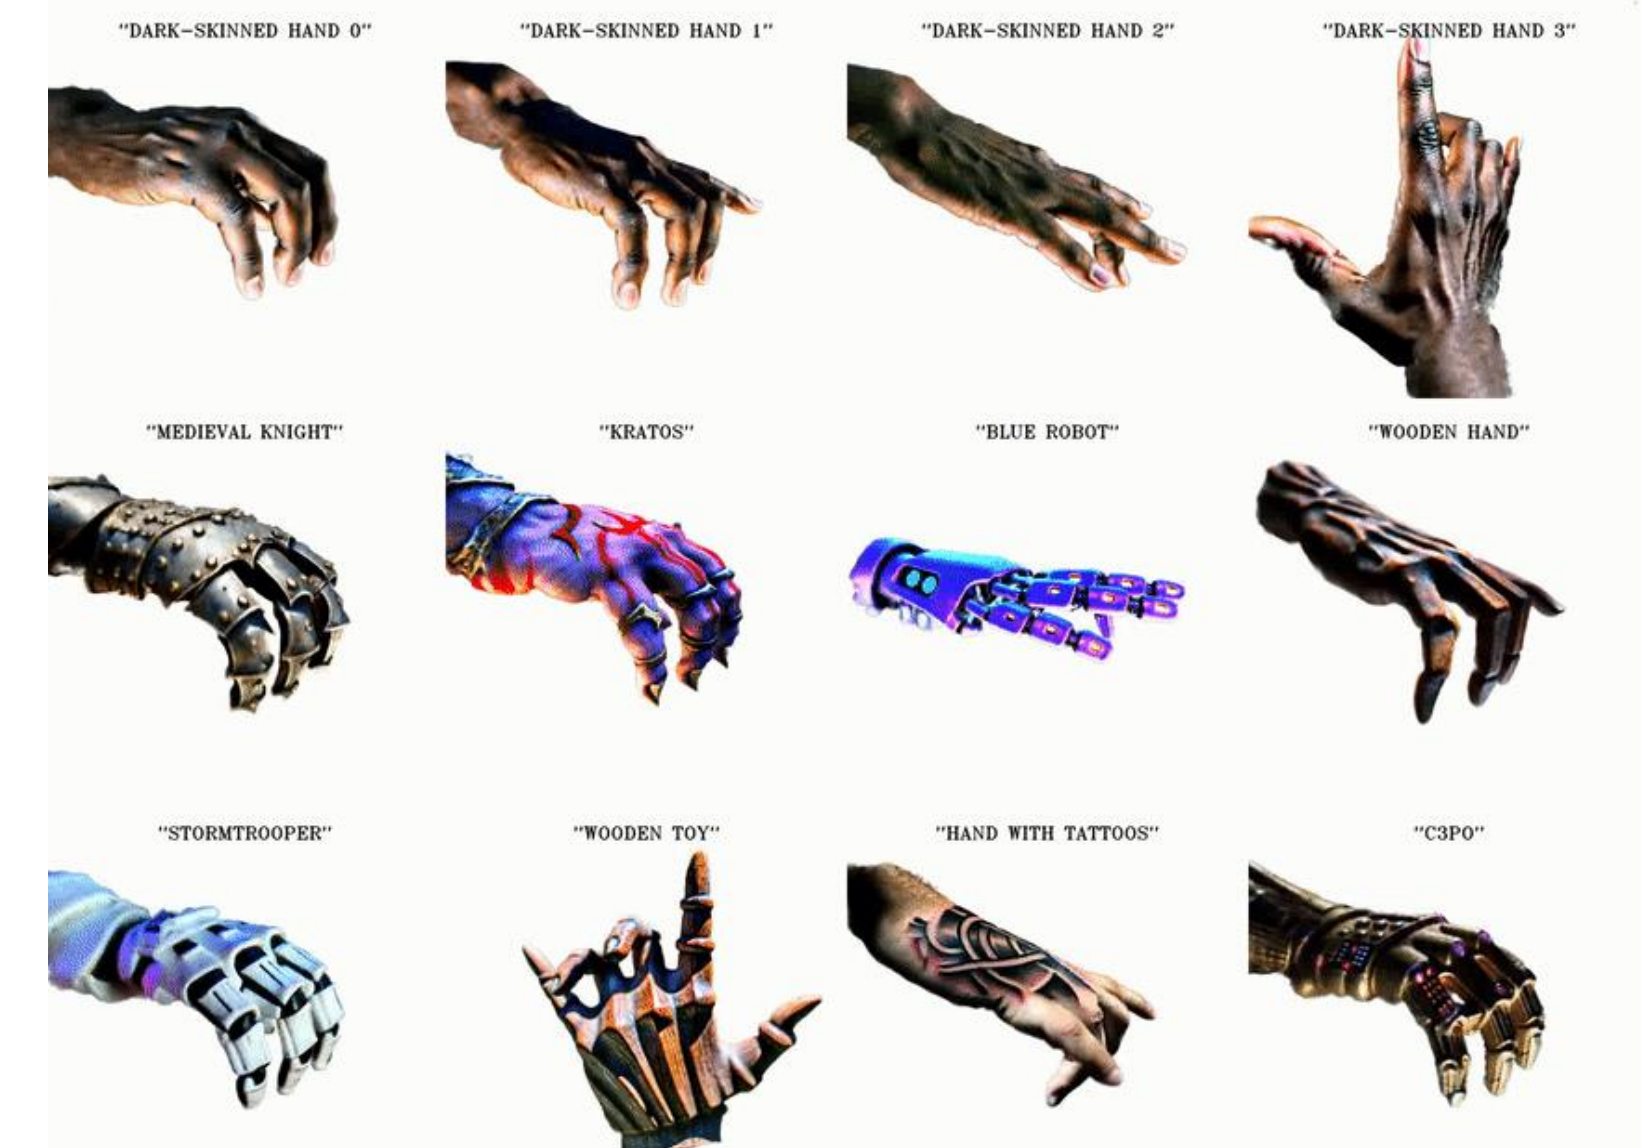 "DARK-SKINNED HAND 0"
"DARK-SKINNED HAND 1"
"DARK-SKINNED HAND 2"
"DARK-SKINNED HAND 3"
"MEDIEVAL KNIGHT"
"KRATOS"
"BLUE ROBOT"
"WOODEN HAND"
"STORMTROOPER"
"WOODEN TOY"
"HAND WITH TATTOOS"
"C3PO"